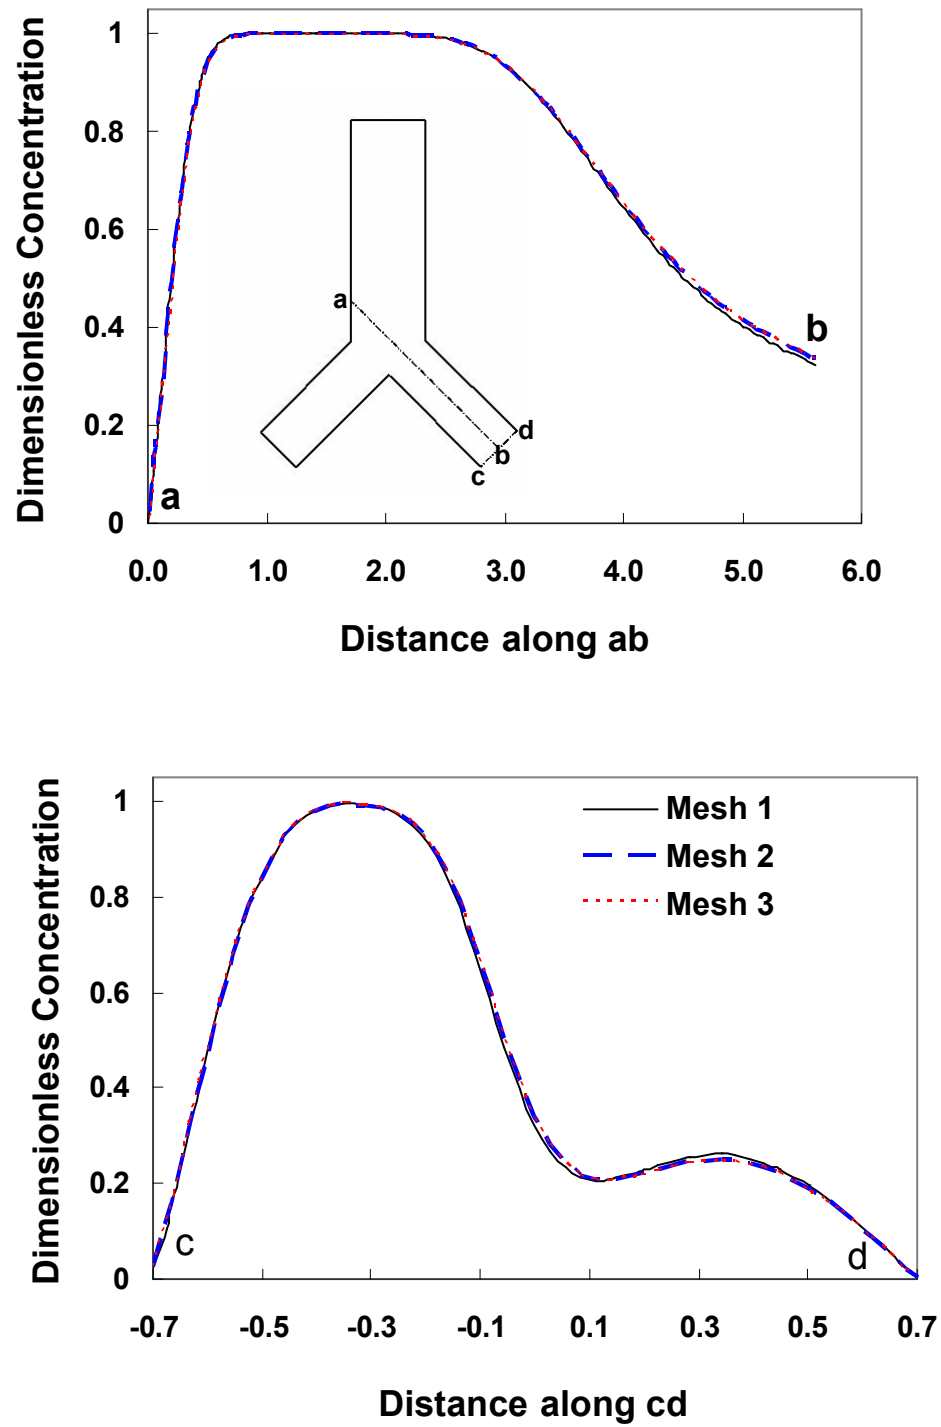 Dimensionless Concentration
1
0.8
0.6
0.4
0.2
0
a
b
a
b
c
d
0.0 1.0 2.0 3.0 4.0 5.0 6.0
Distance along ab
Dimensionless Concentration
1
0.8
0.6
0.4
0.2
0
Mesh 1
Mesh 2
Mesh 3
c
d
-0.7 -0.5 -0.3 -0.1 0.1 0.3 0.5 0.7
Distance along cd